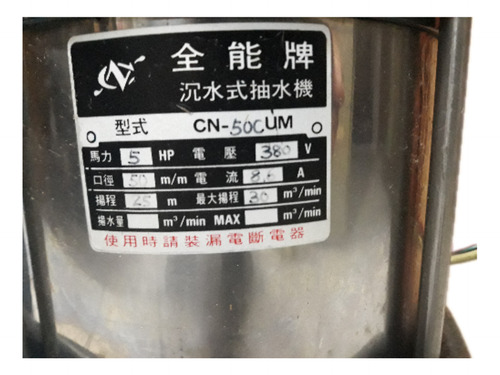 全能牌
沉水式抽水機
型式 CN-50CUM
馬力 5 HP 電壓 380 V
口徑 50 m/m 電流 8.6 A
揚程 m 最大揚程 30 m³/min
揚水量 m³/min MAX m³/min
使用時請裝漏電斷電器